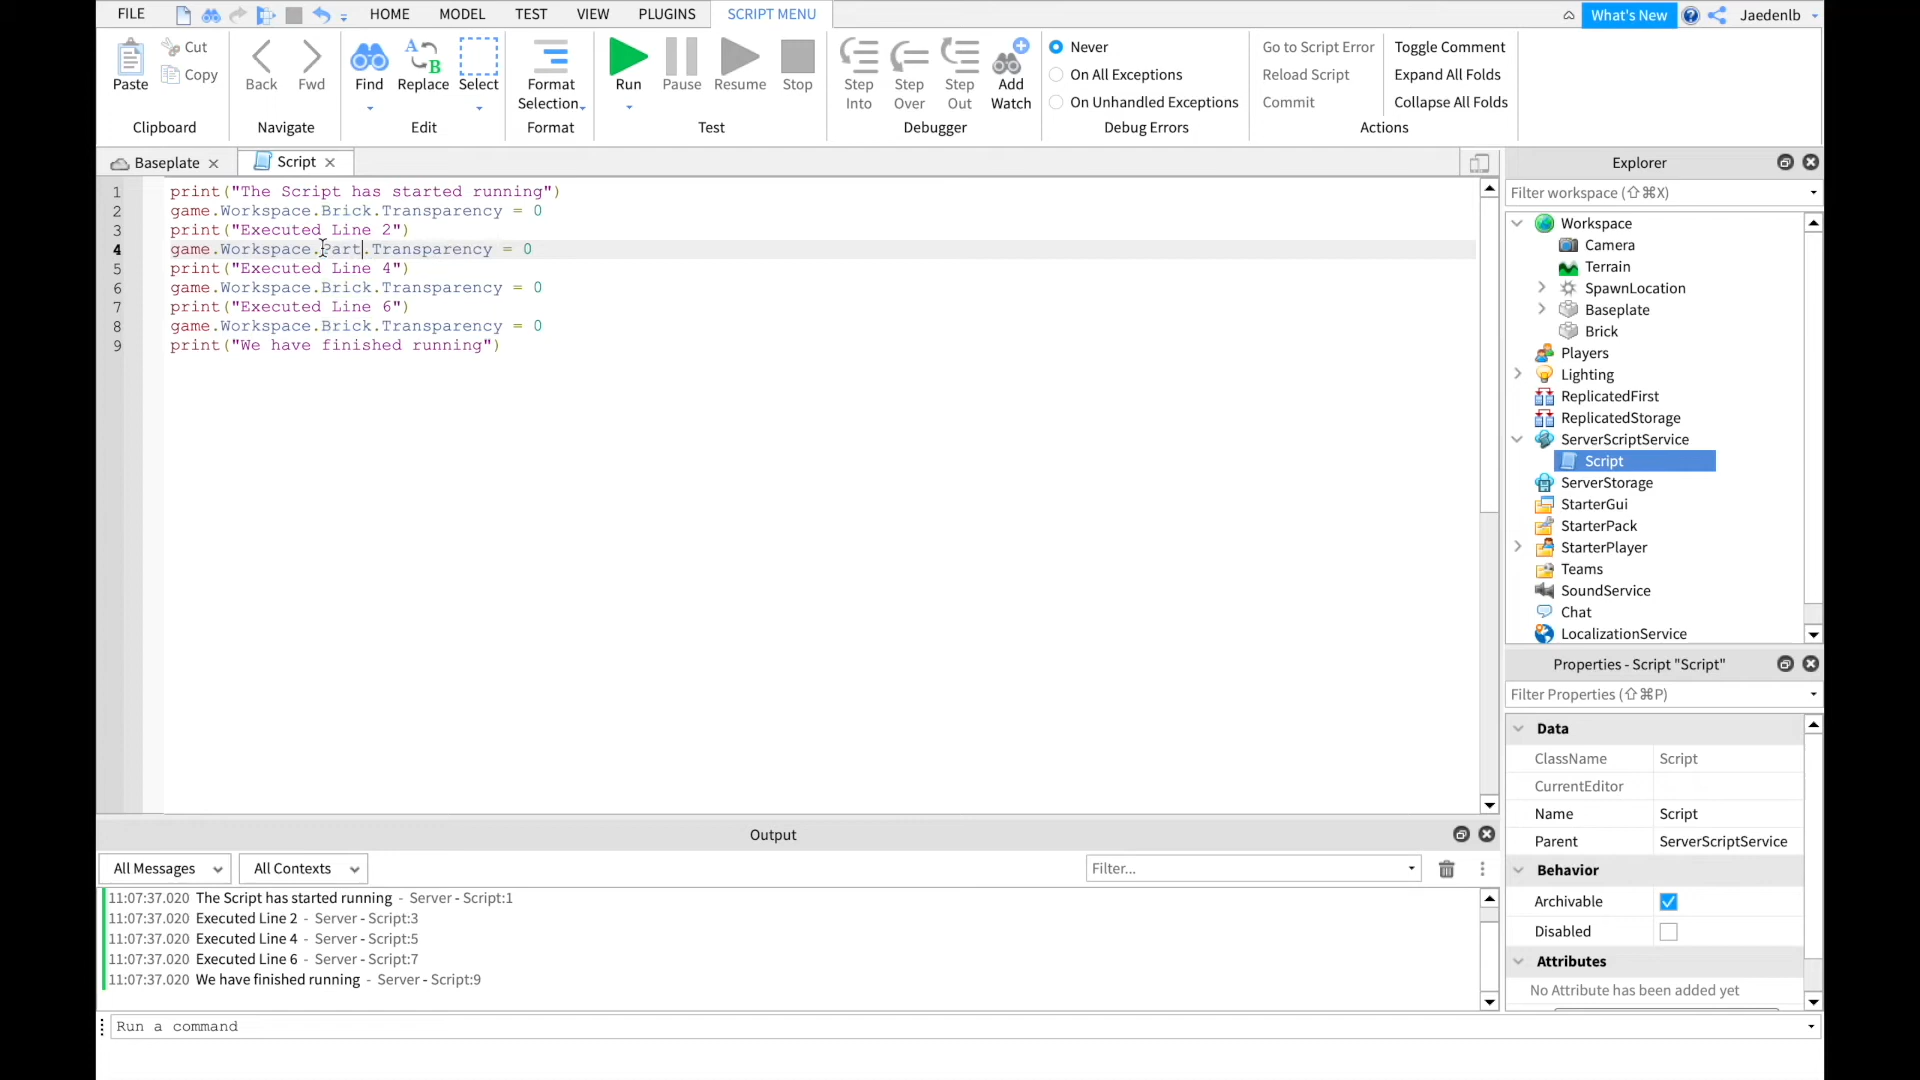 FILE HOME MODEL TEST VIEW PLUGINS SCRIPT MENU What's New Jaedenlb
Paste Cut Copy
Clipboard
Back Fwd
Navigate
Find Replace Select
Edit
Format Selection
Format
Run Pause Resume Stop
Test
Step Into Step Over Step Out Add Watch
Debugger
Never
On All Exceptions
On Unhandled Exceptions
Debug Errors
Go to Script Error Toggle Comment
Reload Script Expand All Folds
Commit Collapse All Folds
Actions
Baseplate Script
1 print("The Script has started running")
2 game.Workspace.Brick.Transparency = 0
3 print("Executed Line 2")
4 game.Workspace.Part.Transparency = 0
5 print("Executed Line 4")
6 game.Workspace.Brick.Transparency = 0
7 print("Executed Line 6")
8 game.Workspace.Brick.Transparency = 0
9 print("We have finished running")
Explorer
Filter workspace (⇧⌘X)
Workspace
Camera
Terrain
SpawnLocation
Baseplate
Brick
Players
Lighting
ReplicatedFirst
ReplicatedStorage
ServerScriptService
Script
ServerStorage
StarterGui
StarterPack
StarterPlayer
Teams
SoundService
Chat
LocalizationService
Properties - Script "Script"
Filter Properties (⇧⌘P)
Data
ClassName Script
CurrentEditor
Name Script
Parent ServerScriptService
Behavior
Archivable
Disabled
Attributes
No Attribute has been added yet
Output
All Messages All Contexts Filter...
11:07:37.020 The Script has started running - Server - Script:1
11:07:37.020 Executed Line 2 - Server - Script:3
11:07:37.020 Executed Line 4 - Server - Script:5
11:07:37.020 Executed Line 6 - Server - Script:7
11:07:37.020 We have finished running - Server - Script:9
Run a command